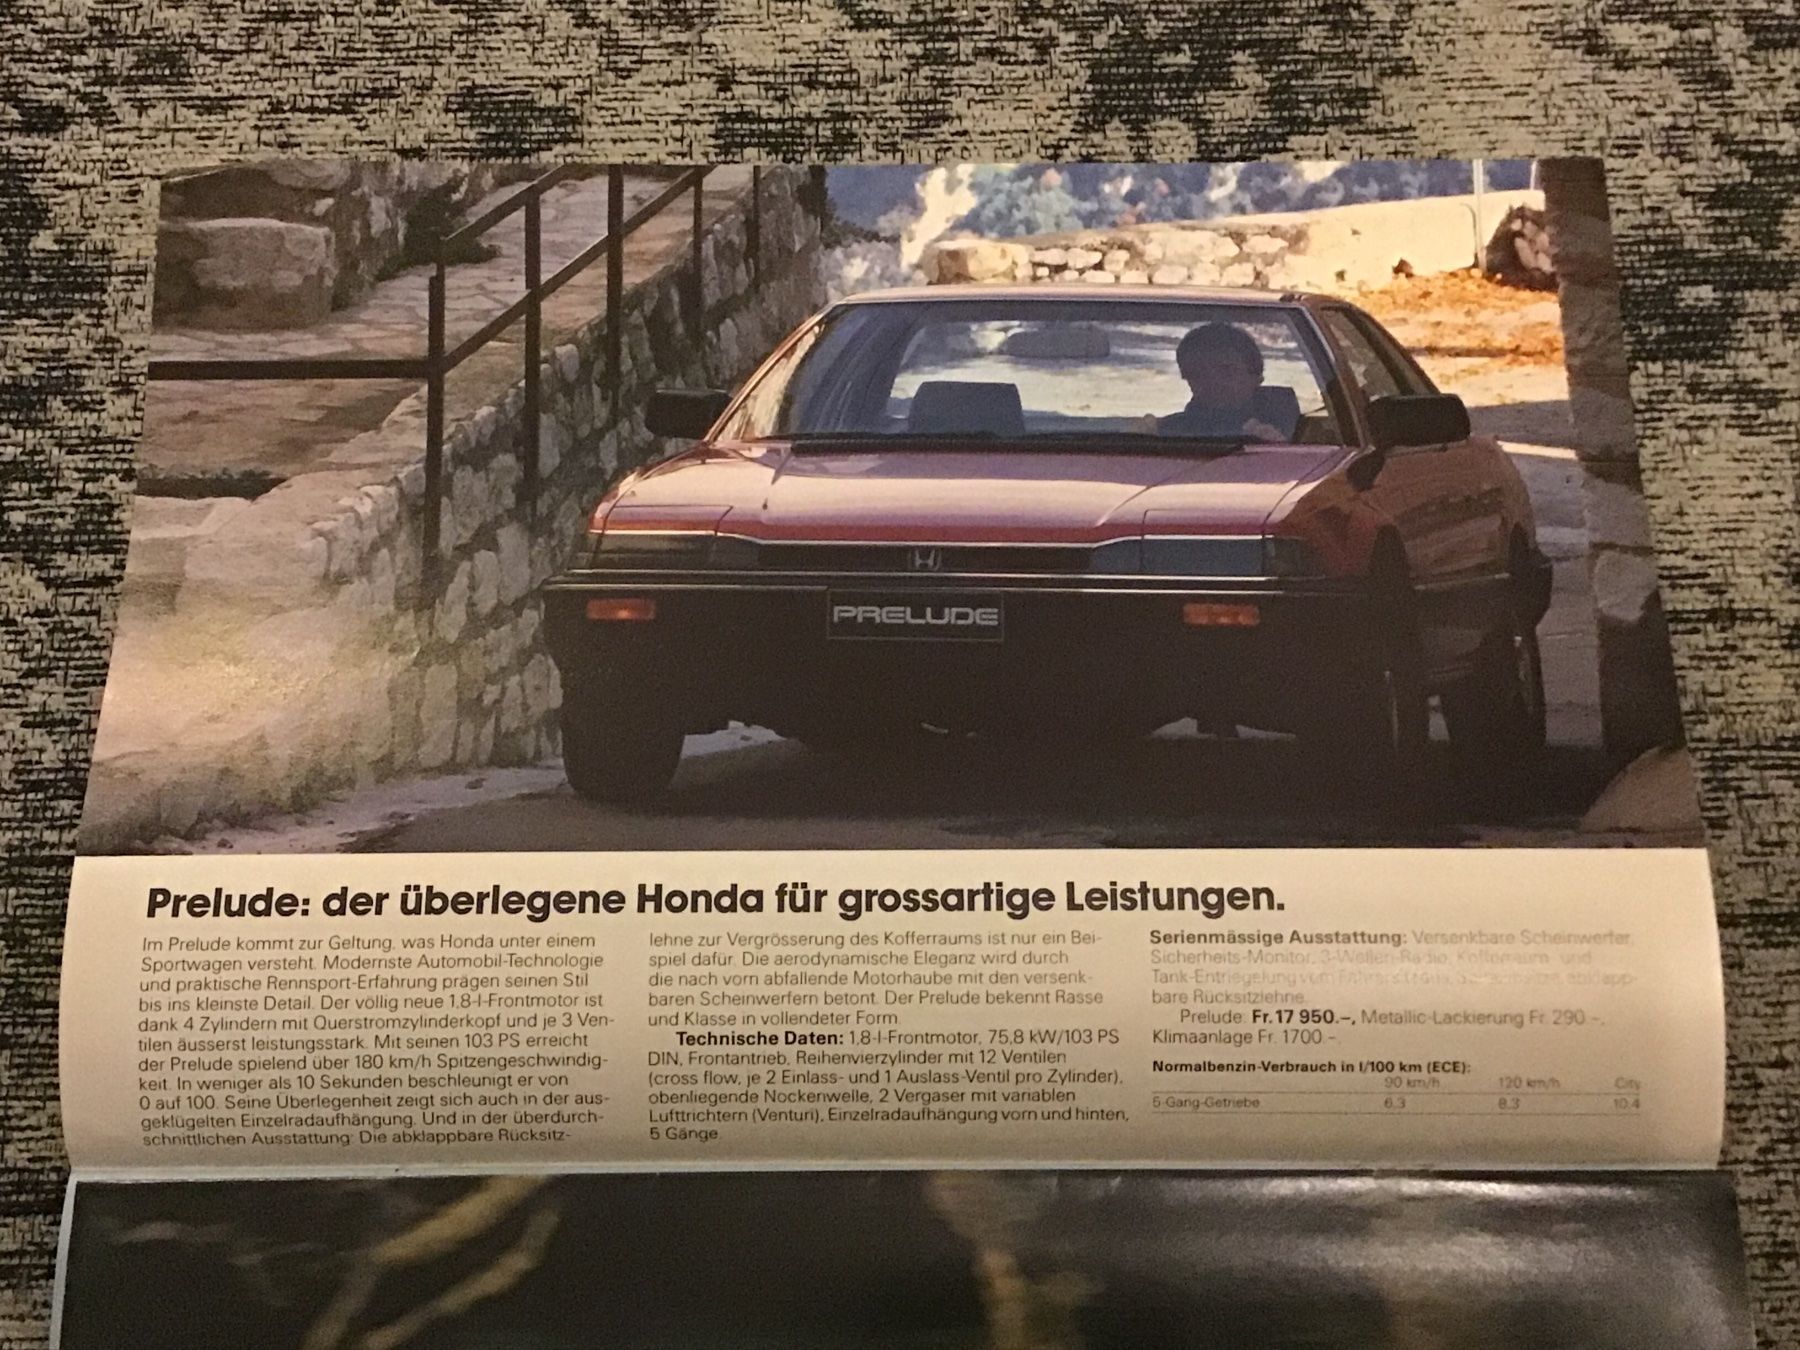 PRELUDE
Prelude: der überlegene Honda für grossartige Leistungen.
Im Prelude kommt zur Geltung, was Honda unter einem
Sportwagen versteht. Modernste Automobil-Technologie
und praktische Rennsport-Erfahrung prägen seinen Stil
bis ins kleinste Detail. Der völlig neue 1,8-l-Frontmotor ist
dank 4 Zylindern mit Querstromzylinderkopf und je 3 Ven-
tilen äusserst leistungsstark. Mit seinen 103 PS erreicht
der Prelude spielend über 180 km/h Spitzengeschwindig-
keit. In weniger als 10 Sekunden beschleunigt er von
0 auf 100. Seine Überlegenheit zeigt sich auch in der aus-
geklügelten Einzelradaufhängung. Und in der überdurch-
schnittlichen Ausstattung: Die abklappbare Rücksitz-
lehne zur Vergrösserung des Kofferraums ist nur ein Bei-
spiel dafür. Die aerodynamische Eleganz wird durch
die nach vorn abfallende Motorhaube mit den versenk-
baren Scheinwerfern betont. Der Prelude bekennt Rasse
und Klasse in vollendeter Form.
Technische Daten: 1,8-l-Frontmotor, 75,8 kW/103 PS
DIN, Frontantrieb, Reihenvierzylinder mit 12 Ventilen
(cross flow, je 2 Einlass- und 1 Auslass-Ventil pro Zylinder),
obenliegende Nockenwelle, 2 Vergaser mit variablen
Lufttrichtern (Venturi), Einzelradaufhängung vorn und hinten,
5 Gänge.
Serienmässige Ausstattung: Versenkbare Scheinwerfer,
Sicherheits-Monitor, 3-Wellen-Radio, Kofferraum- und
Tank-Entriegelung vom abklapp-
bare Rücksitzlehne.
Prelude: Fr. 17 950.–, Metallic-Lackierung Fr. 290.–,
Klimaanlage Fr. 1700.–.
Normalbenzin-Verbrauch in l/100 km (ECE):
90 km/h 120 km/h City
5-Gang-Getriebe 6.3 8.3 10.4